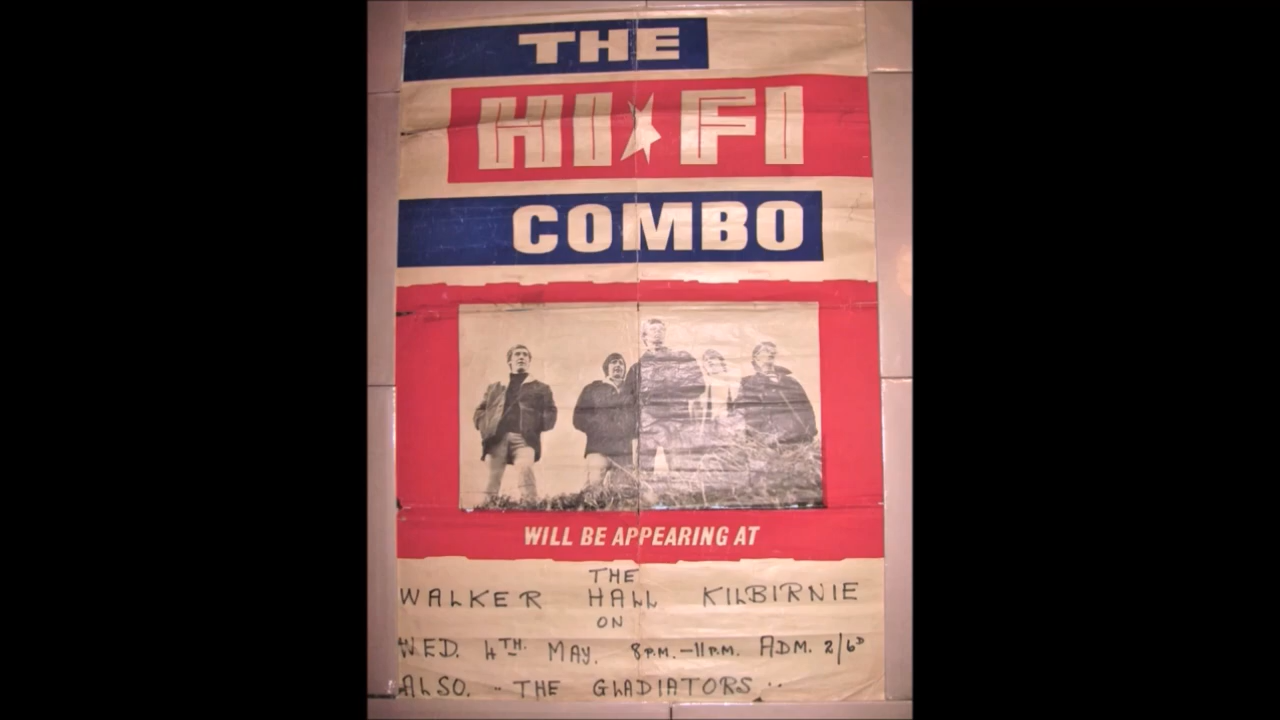 THE
HI★FI
COMBO
WILL BE APPEARING AT
THE
WALKER HALL KILBIRNIE
ON
WED. 4TH. MAY. 8P.M.-11P.M. ADM. 2/6D
ALSO. "THE GLADIATORS"